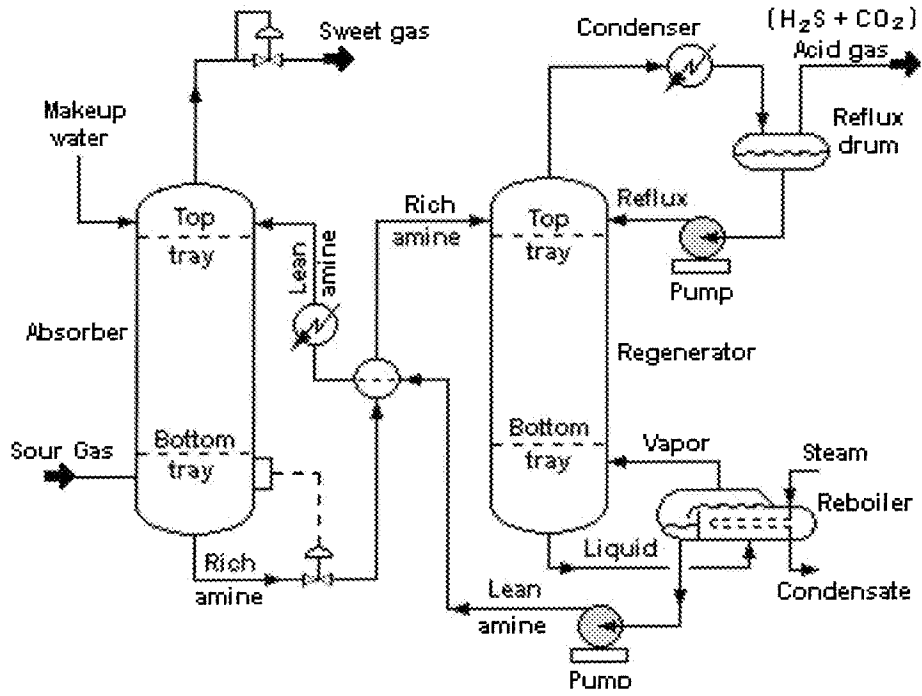 Sweet gas
Condenser
(H₂S + CO₂)
Acid gas
Makeup
water
Reflux
drum
Top
tray
Lean
amine
Rich
amine
Top
tray
Reflux
Pump
Absorber
Regenerator
Sour Gas
Bottom
tray
Bottom
tray
Vapor
Steam
Reboiler
Rich
amine
Liquid
Condensate
Lean
amine
Pump